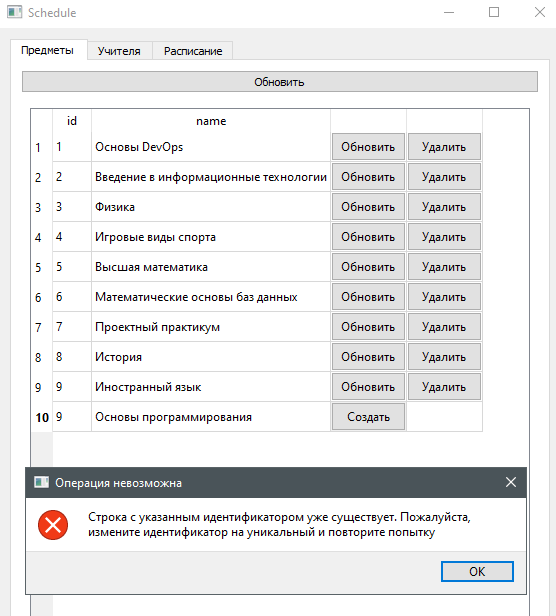 Schedule
Предметы Учителя Расписание
Обновить
id name
1 1 Основы DevOps Обновить Удалить
2 2 Введение в информационные технологии Обновить Удалить
3 3 Физика Обновить Удалить
4 4 Игровые виды спорта Обновить Удалить
5 5 Высшая математика Обновить Удалить
6 6 Математические основы баз данных Обновить Удалить
7 7 Проектный практикум Обновить Удалить
8 8 История Обновить Удалить
9 9 Иностранный язык Обновить Удалить
10 9 Основы программирования Создать
Операция невозможна
Строка с указанным идентификатором уже существует. Пожалуйста,
измените идентификатор на уникальный и повторите попытку
OK